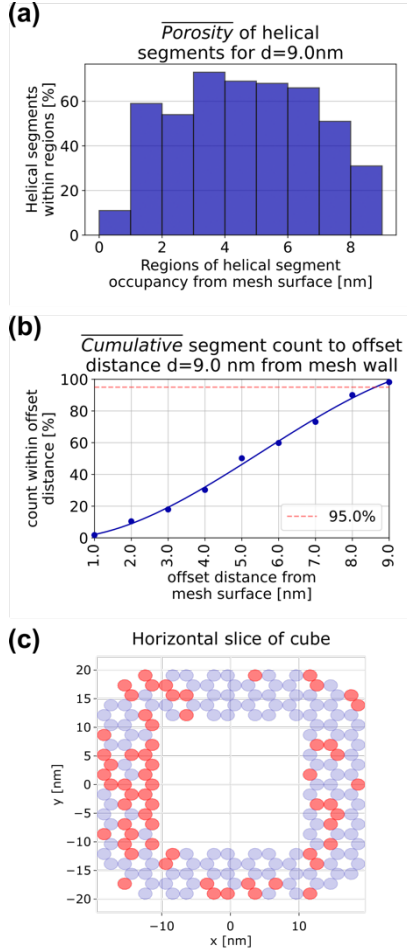 (a)
Porosity of helical
segments for d=9.0nm
Helical segments
within regions [%]
60
40
20
0
0 2 4 6 8
Regions of helical segment
occupancy from mesh surface [nm]
(b)
Cumulative segment count to offset
distance d=9.0 nm from mesh wall
count within offset
distance [%]
100
80
60
40
20
0
95.0%
1.0 2.0 3.0 4.0 5.0 6.0 7.0 8.0 9.0
offset distance from
mesh surface [nm]
(c)
Horizontal slice of cube
y [nm]
20
15
10
5
0
−5
−10
−15
−20
−10 0 10
x [nm]